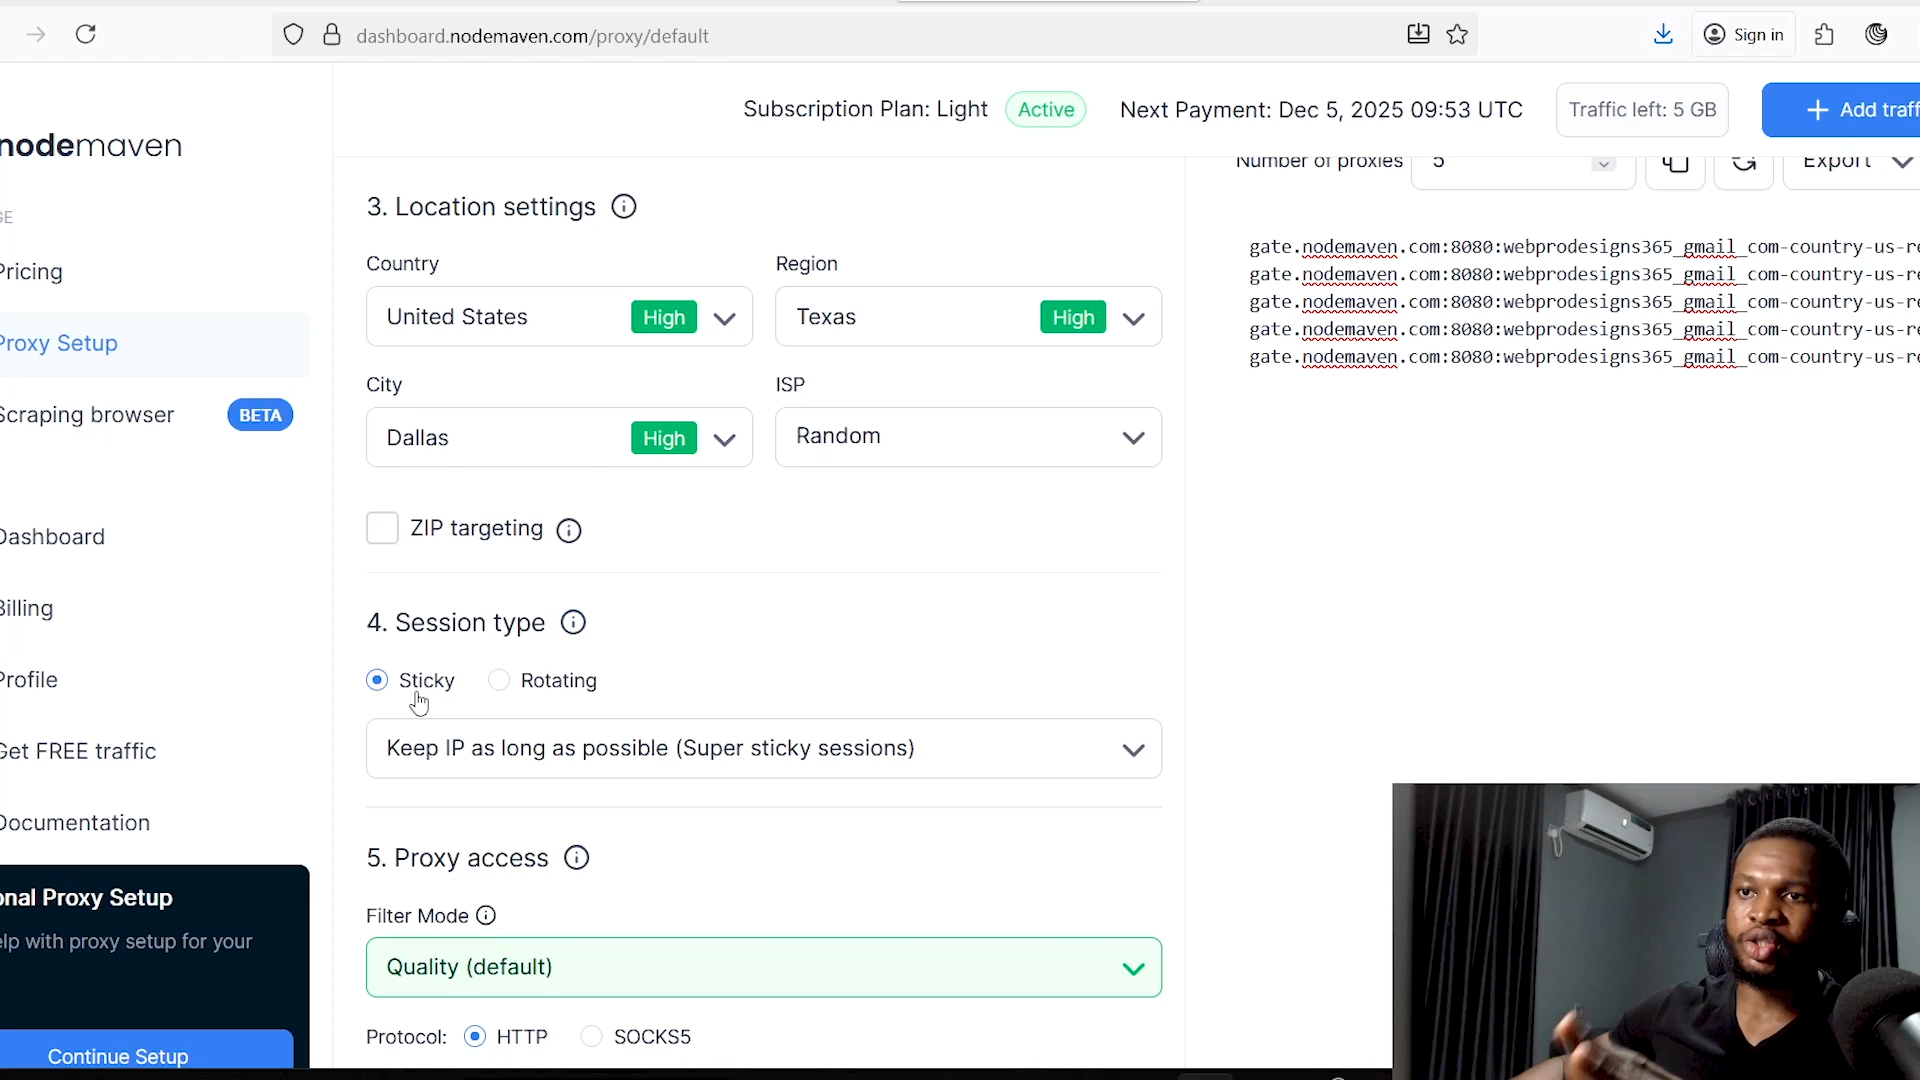 dashboard.nodemaven.com/proxy/default
Sign in
Subscription Plan: Light Active Next Payment: Dec 5, 2025 09:53 UTC Traffic left: 5 GB + Add traff
nodemaven
GE
Pricing
Proxy Setup
Scraping browser BETA
Dashboard
Billing
Profile
Get FREE traffic
Documentation
onal Proxy Setup
elp with proxy setup for your
Continue Setup
3. Location settings
Country Region
United States High Texas High
City ISP
Dallas High Random
ZIP targeting
4. Session type
Sticky Rotating
Keep IP as long as possible (Super sticky sessions)
5. Proxy access
Filter Mode
Quality (default)
Protocol: HTTP SOCKS5
Number of proxies 5 Export
gate.nodemaven.com:8080:webprodesigns365_gmail_com-country-us-re
gate.nodemaven.com:8080:webprodesigns365_gmail_com-country-us-re
gate.nodemaven.com:8080:webprodesigns365_gmail_com-country-us-re
gate.nodemaven.com:8080:webprodesigns365_gmail_com-country-us-re
gate.nodemaven.com:8080:webprodesigns365_gmail_com-country-us-re